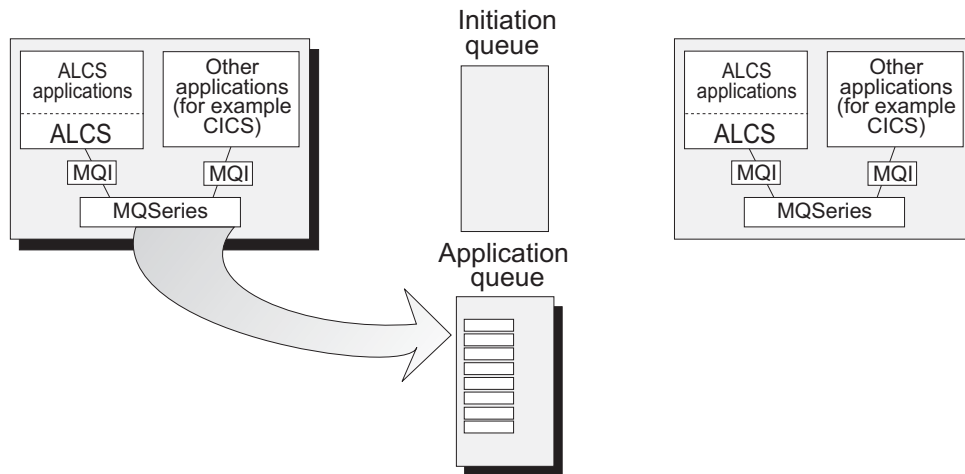 Initiation
queue
ALCS
applications
ALCS
Other
applications
(for example
CICS)
MQI
MQI
MQSeries
ALCS
applications
ALCS
Other
applications
(for example
CICS)
MQI
MQI
MQSeries
Application
queue